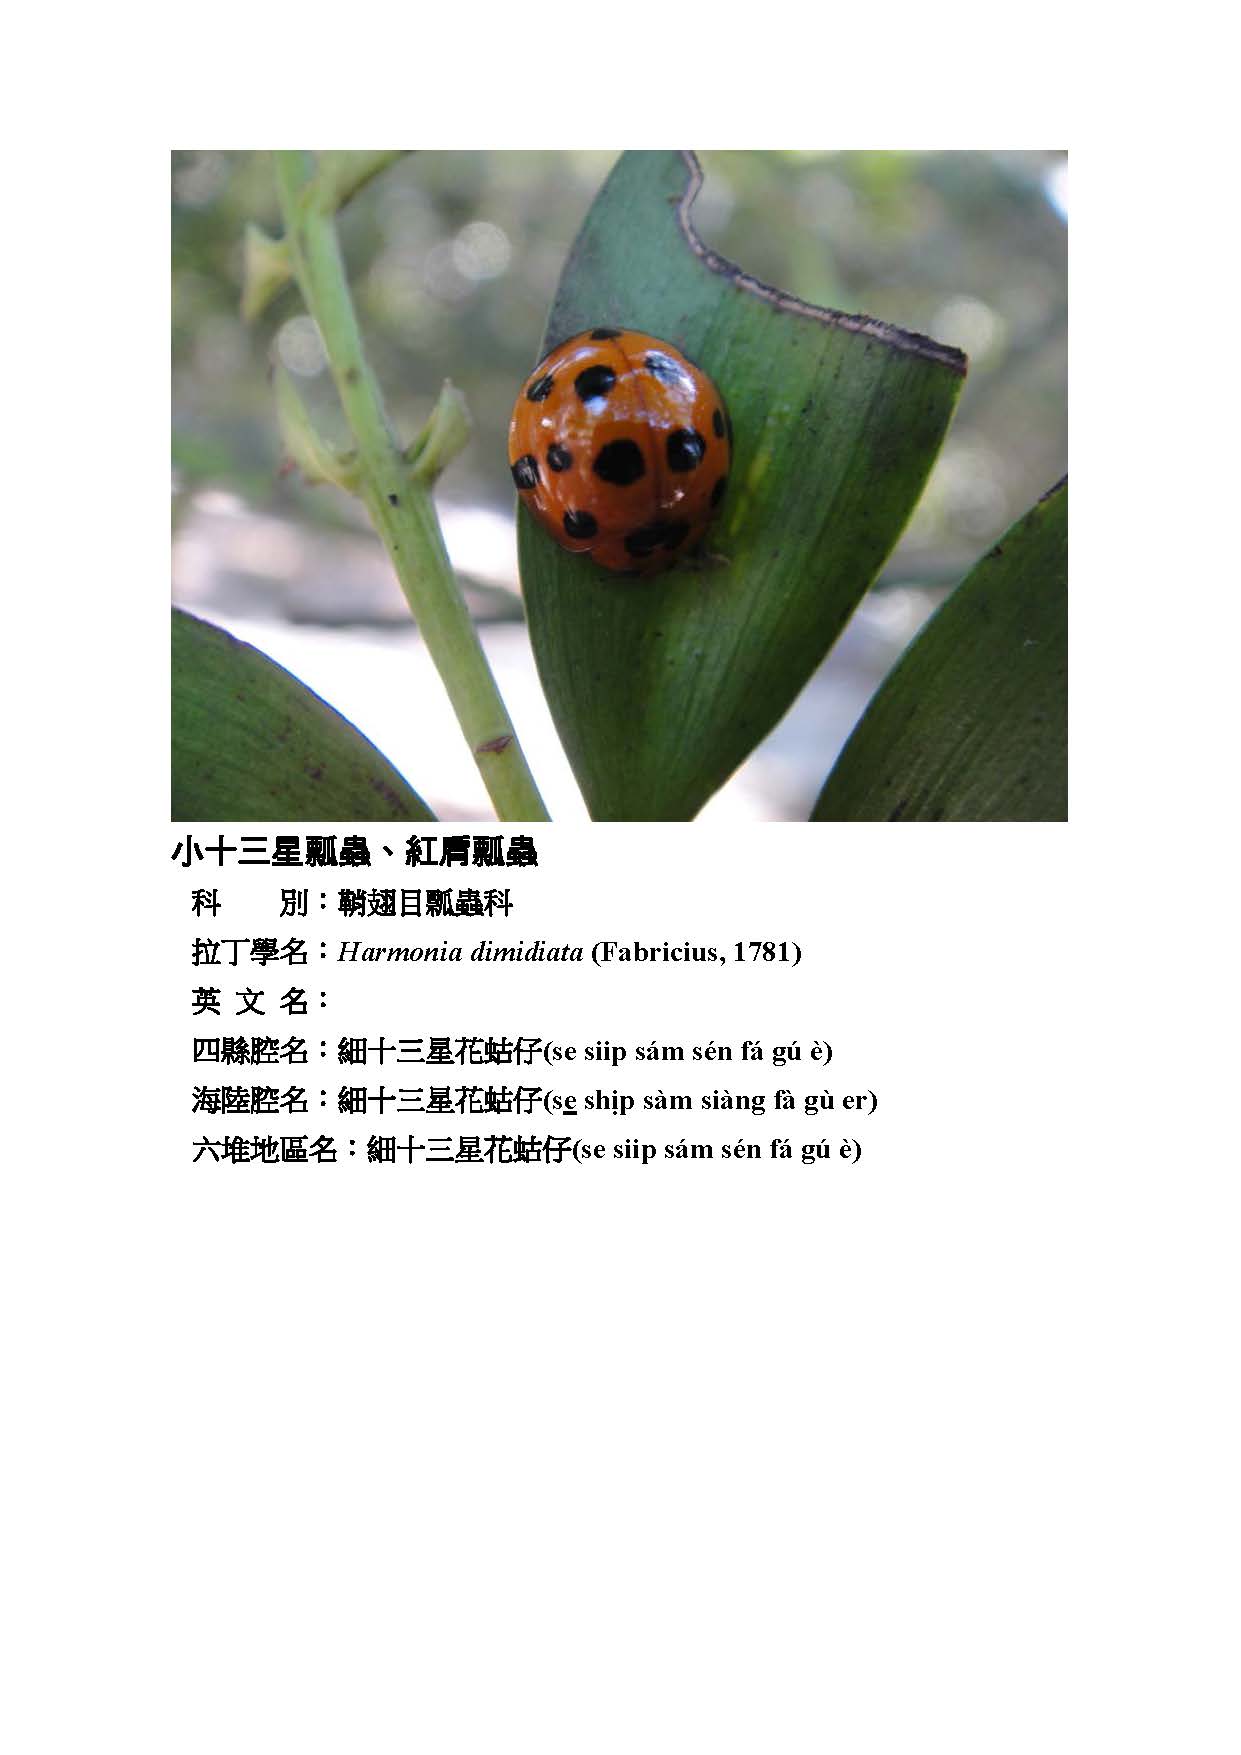 小十三星瓢蟲、紅肩瓢蟲
科　　別：鞘翅目瓢蟲科
拉丁學名：Harmonia dimidiata (Fabricius, 1781)
英 文 名：
四縣腔名：細十三星花蛄仔(se siip sám sén fá gú è)
海陸腔名：細十三星花蛄仔(se shi̍p sàm siàng fà gù er)
六堆地區名：細十三星花蛄仔(se siip sám sén fá gú è)